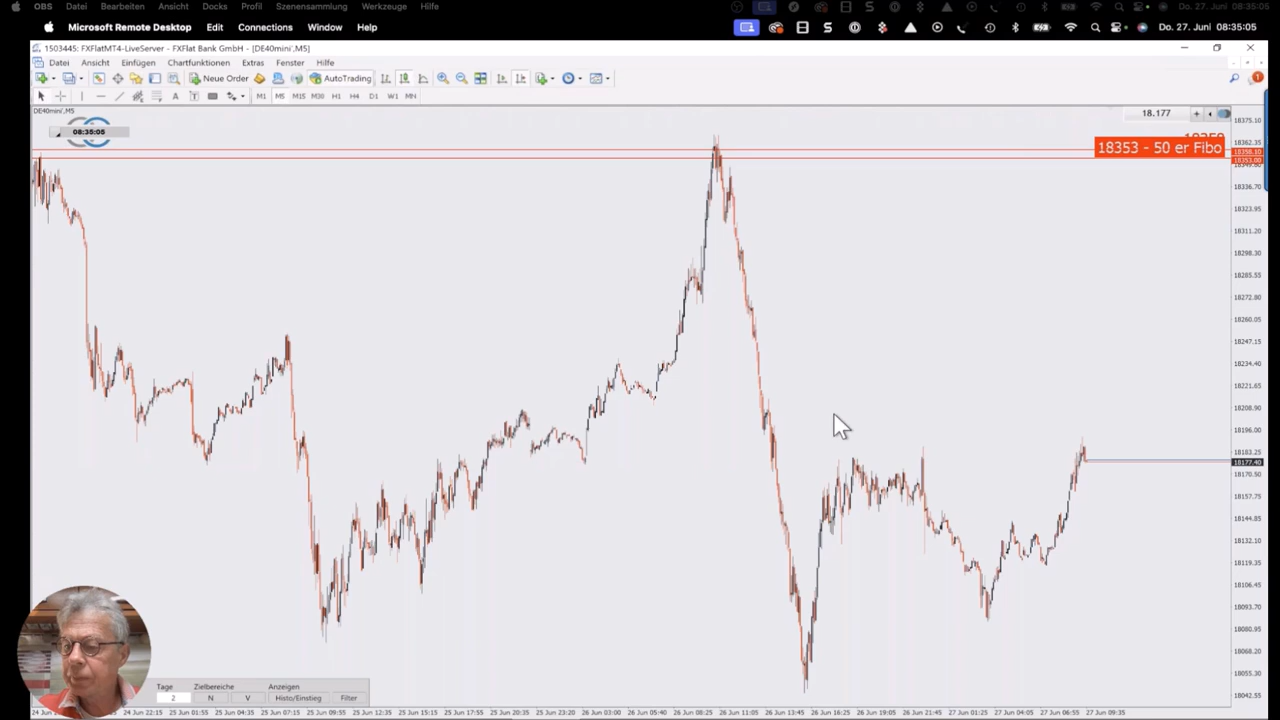 OBS Datei Bearbeiten Ansicht Docks Profil Szenensammlung Werkzeuge Hilfe Do. 27. Juni 08:35:05
Microsoft Remote Desktop Edit Connections Window Help Do. 27. Juni 08:35:05
1503445: FXFlatMT4-LiveServer - FXFlat Bank GmbH - [DE40mini',M5]
Datei Ansicht Einfügen Chartfunktionen Extras Fenster Hilfe
Neue Order AutoTrading 1
A T M1 M5 M15 M30 H1 H4 D1 W1 MN
DE40mini',M5
18.177
08:35:05
18353 - 50 er Fibo
18375.10
18362.35
18358.10
18353.00
18336.70
18323.95
18311.20
18298.30
18285.55
18272.80
18260.05
18247.15
18234.40
18221.65
18208.90
18196.00
18183.25
18177.40
18170.50
18157.75
18144.85
18132.10
18119.35
18106.45
18093.70
18080.95
18068.20
18055.30
18042.55
Tage Zielbereiche Anzeigen
2 N V Histo/Einstieg Filter
24 Jun 22:15 25 Jun 01:55 25 Jun 04:35 25 Jun 07:15 25 Jun 09:55 25 Jun 12:35 25 Jun 15:15 25 Jun 17:55 25 Jun 20:35 25 Jun 23:20 26 Jun 03:00 26 Jun 05:40 26 Jun 08:25 26 Jun 11:05 26 Jun 13:45 26 Jun 16:25 26 Jun 19:05 26 Jun 21:45 27 Jun 01:25 27 Jun 04:05 27 Jun 06:55 27 Jun 09:35